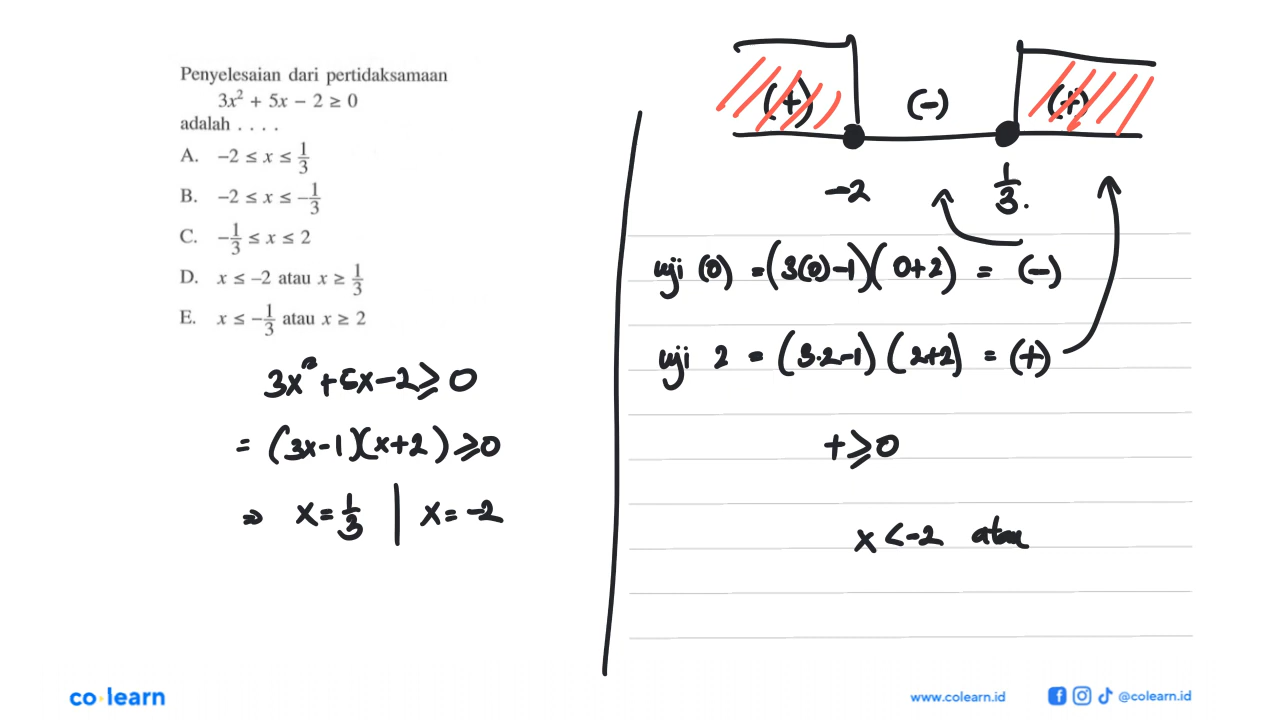 Penyelesaian dari pertidaksamaan
3x² + 5x − 2 ≥ 0
adalah . . . .
A. −2 ≤ x ≤ 1/3
B. −2 ≤ x ≤ −1/3
C. −1/3 ≤ x ≤ 2
D. x ≤ −2 atau x ≥ 1/3
E. x ≤ −1/3 atau x ≥ 2
3x² + 5x − 2 ≥ 0
= (3x−1)(x+2) ≥ 0
⇒ x = 1/3 | x = −2
(+) (−) (+)
−2 1/3.
uji (0) = (3(0)−1)(0+2) = (−)
uji 2 = (3.2−1)(2+2) = (+)
+ ≥ 0
x < −2 atau
co·learn
www.colearn.id @colearn.id